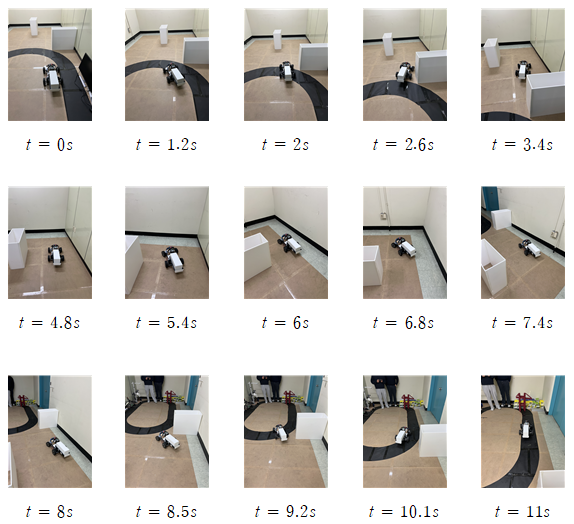 t = 0s t = 1.2s t = 2s t = 2.6s t = 3.4s
t = 4.8s t = 5.4s t = 6s t = 6.8s t = 7.4s
t = 8s t = 8.5s t = 9.2s t = 10.1s t = 11s